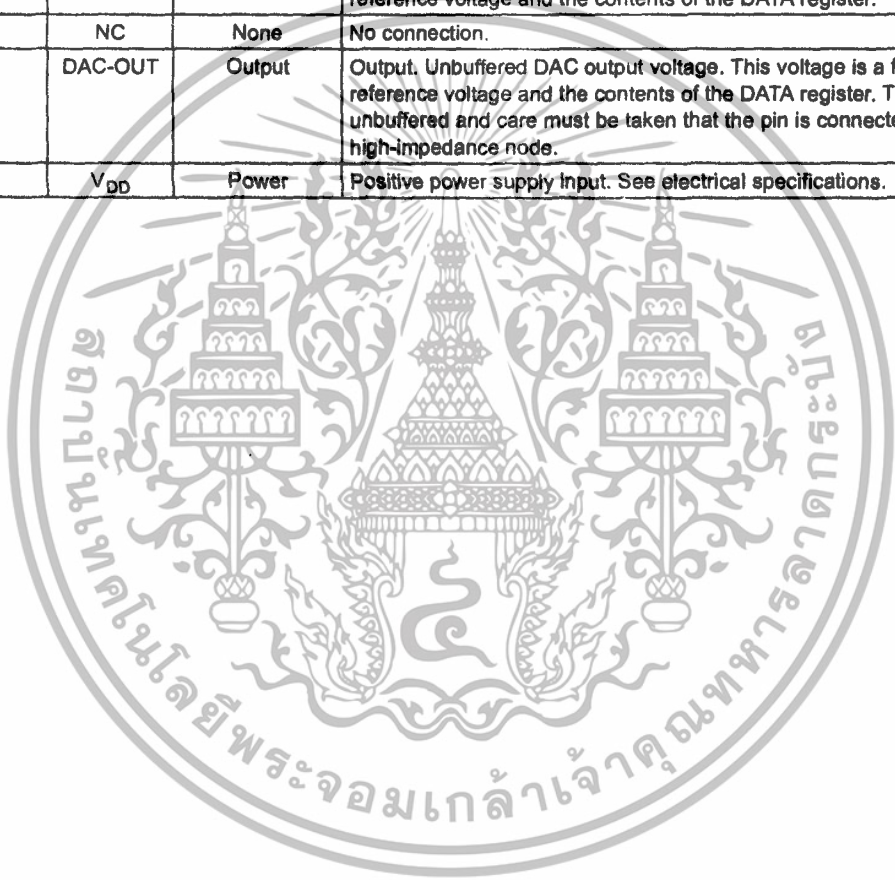 reference voltage and the contents of the DATA register.
NC None No connection.
DAC-OUT Output Output. Unbuffered DAC output voltage. This voltage is a f
reference voltage and the contents of the DATA register. T
unbuffered and care must be taken that the pin is connecte
high-impedance node.
VDD Power Positive power supply input. See electrical specifications.
สถาบันเทคโนโลยีพระจอมเกล้าเจ้าคุณทหารลาดกระบัง